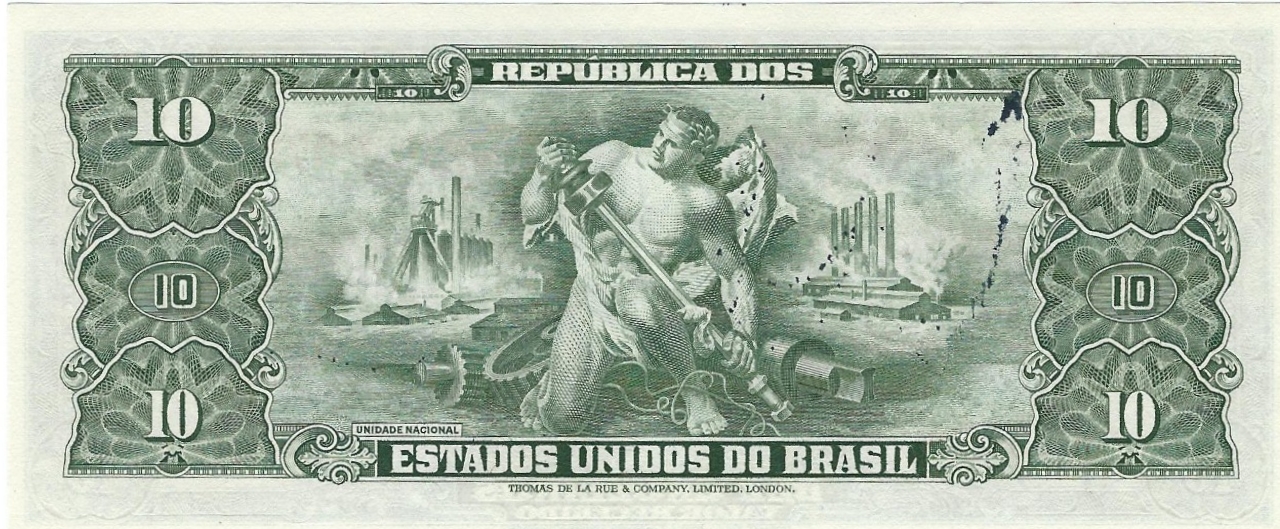 REPÚBLICA DOS
10 10
10 10
10 10
10 10
UNIDADE NACIONAL
ESTADOS UNIDOS DO BRASIL
THOMAS DE LA RUE & COMPANY, LIMITED, LONDON.